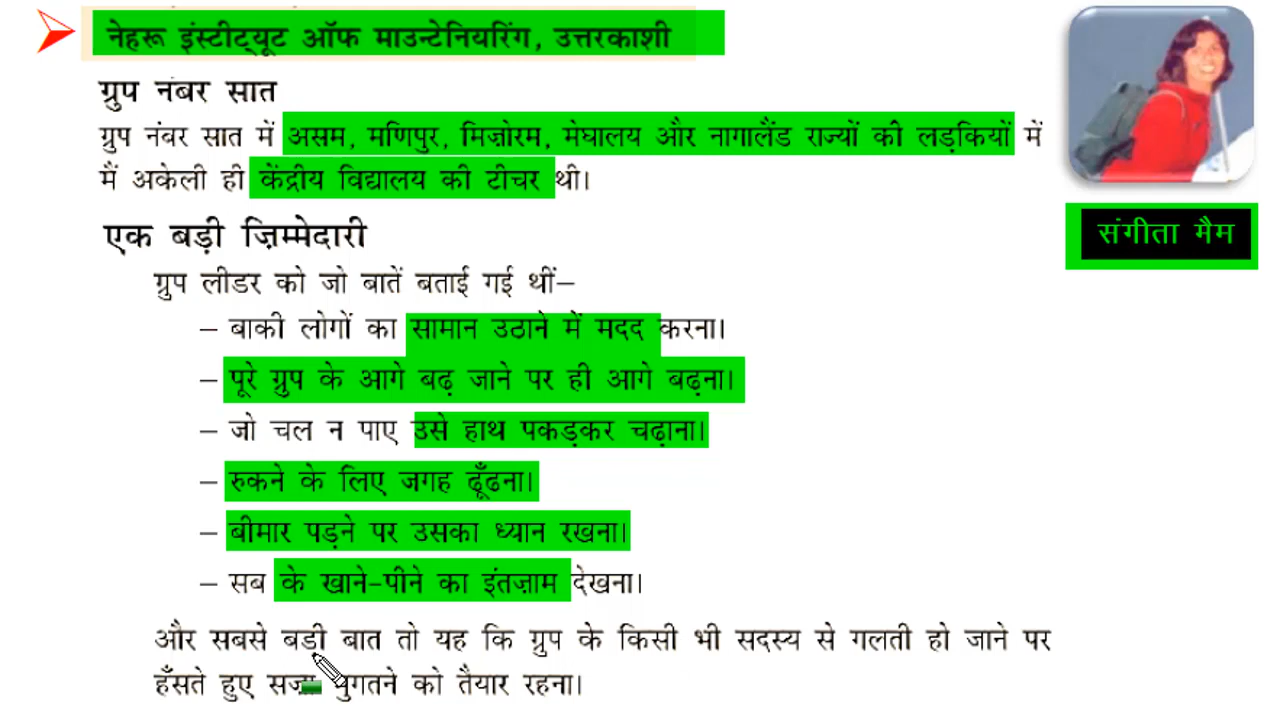 नेहरू इंस्टीट्यूट ऑफ माउन्टेनियरिंग, उत्तरकाशी
ग्रुप नंबर सात
ग्रुप नंबर सात में असम, मणिपुर, मिज़ोरम, मेघालय और नागालैंड राज्यों की लड़कियों में
मैं अकेली ही केंद्रीय विद्यालय की टीचर थी।
संगीता मैम
एक बड़ी ज़िम्मेदारी
ग्रुप लीडर को जो बातें बताई गई थीं–
– बाकी लोगों का सामान उठाने में मदद करना।
– पूरे ग्रुप के आगे बढ़ जाने पर ही आगे बढ़ना।
– जो चल न पाए उसे हाथ पकड़कर चढ़ाना।
– रुकने के लिए जगह ढूँढना।
– बीमार पड़ने पर उसका ध्यान रखना।
– सब के खाने-पीने का इंतज़ाम देखना।
और सबसे बड़ी बात तो यह कि ग्रुप के किसी भी सदस्य से गलती हो जाने पर
हँसते हुए सज़ा भुगतने को तैयार रहना।